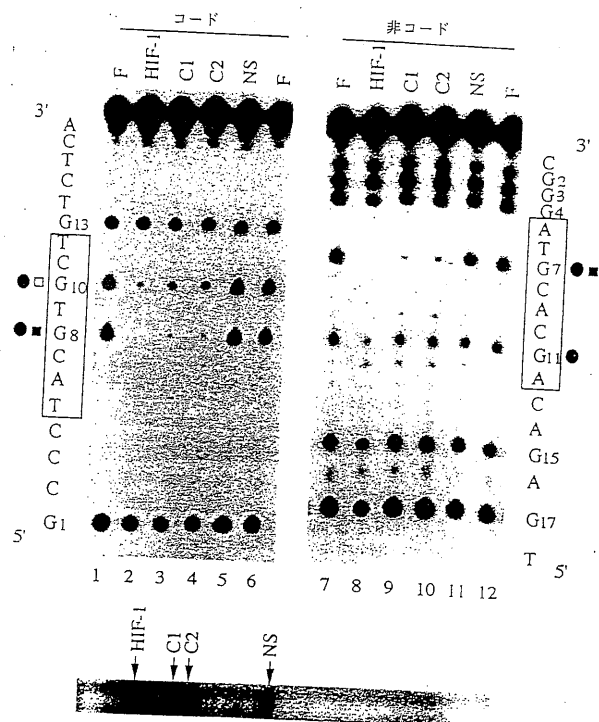 コード
非コード
F HIF-1 C1 C2 NS F
F HIF-1 C1 C2 NS F
3'
A
C
T
C
T
G13
T
C
G10
T
G8
C
A
T
C
C
C
G1
5'
1 2 3 4 5 6
3'
C
G2
G3
G4
A
T
G7
C
A
C
G11
A
C
A
G15
A
G17
T
5'
7 8 9 10 11 12
HIF-1 C1 C2 NS